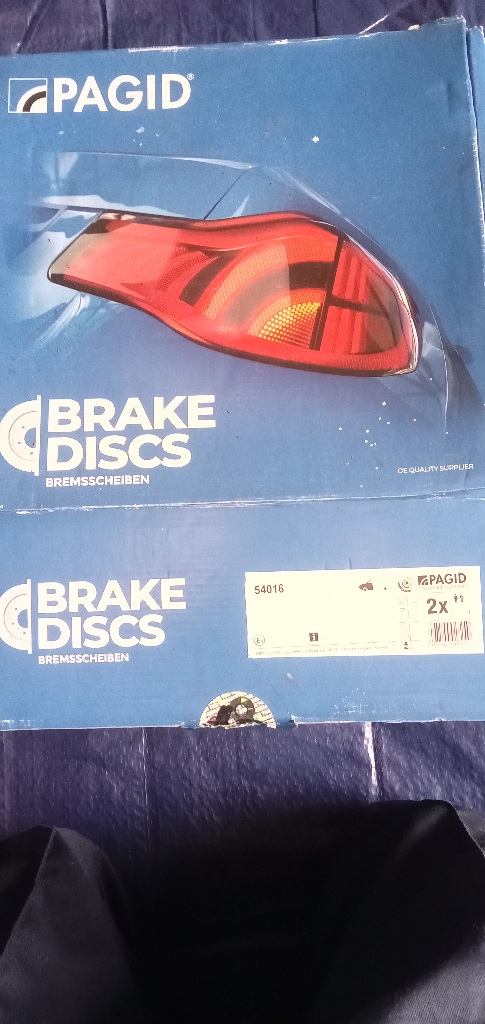 PAGID®
BRAKE
DISCS
BREMSSCHEIBEN
OE QUALITY SUPPLIER
BRAKE
DISCS
BREMSSCHEIBEN
54016
PAGID
2x